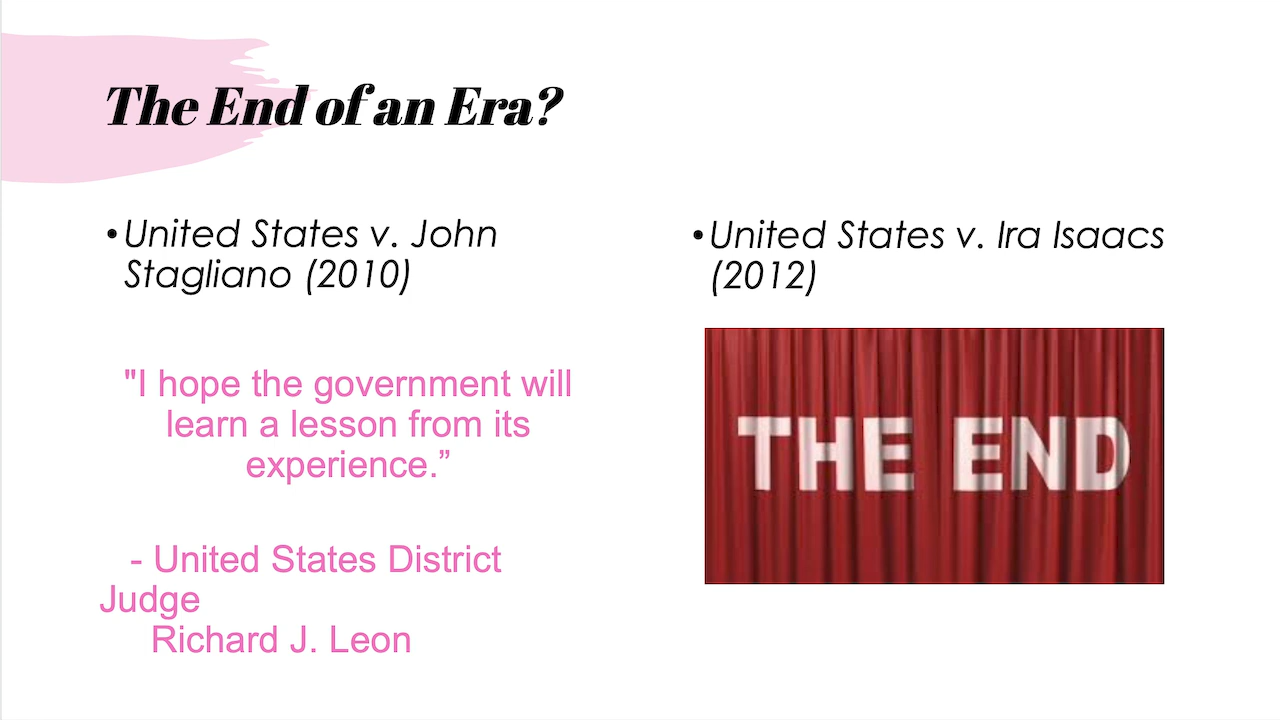 The End of an Era?
•United States v. John
Stagliano (2010)
"I hope the government will
learn a lesson from its
experience.”
- United States District
Judge
Richard J. Leon
•United States v. Ira Isaacs
(2012)
THE END